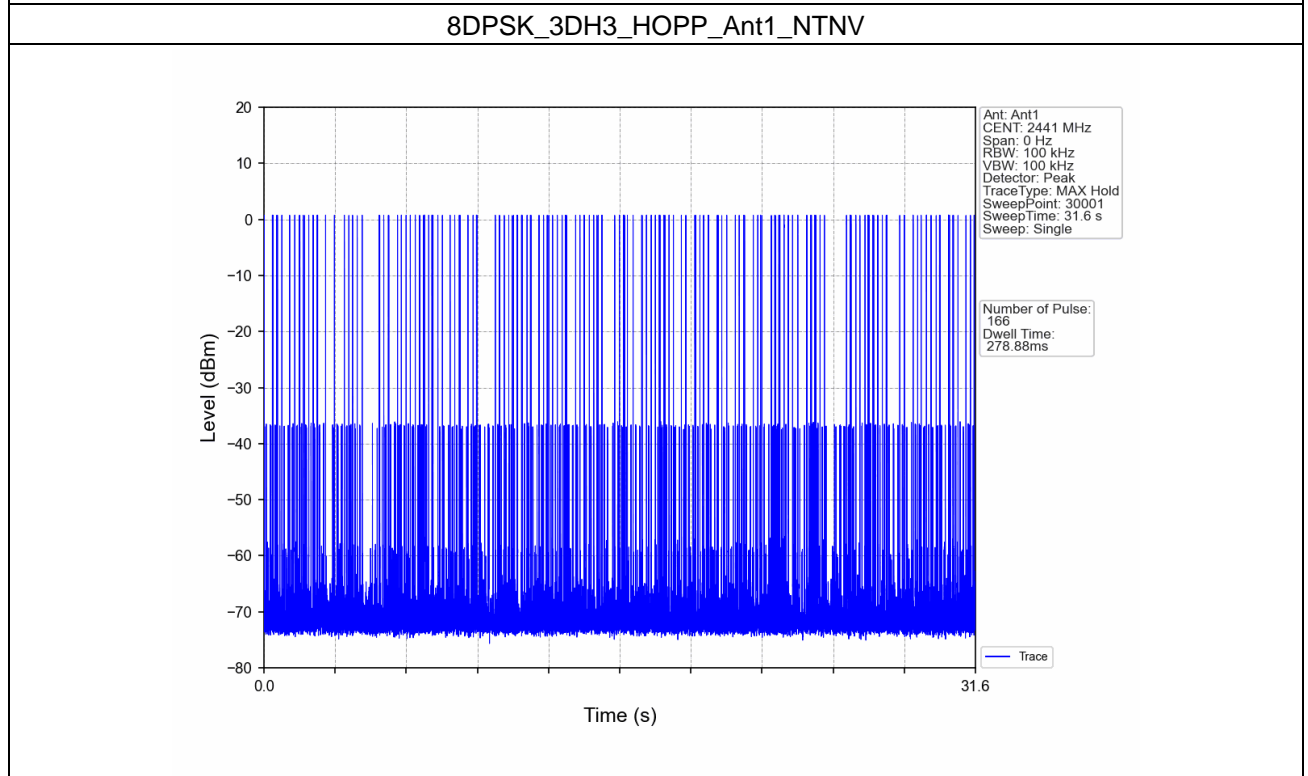 8DPSK_3DH3_HOPP_Ant1_NTNV
20
10
0
−10
−20
−30
−40
−50
−60
−70
−80
Level (dBm)
0.0
31.6
Time (s)
Ant: Ant1
CENT: 2441 MHz
Span: 0 Hz
RBW: 100 kHz
VBW: 100 kHz
Detector: Peak
TraceType: MAX Hold
SweepPoint: 30001
SweepTime: 31.6 s
Sweep: Single
Number of Pulse:
166
Dwell Time:
278.88ms
Trace